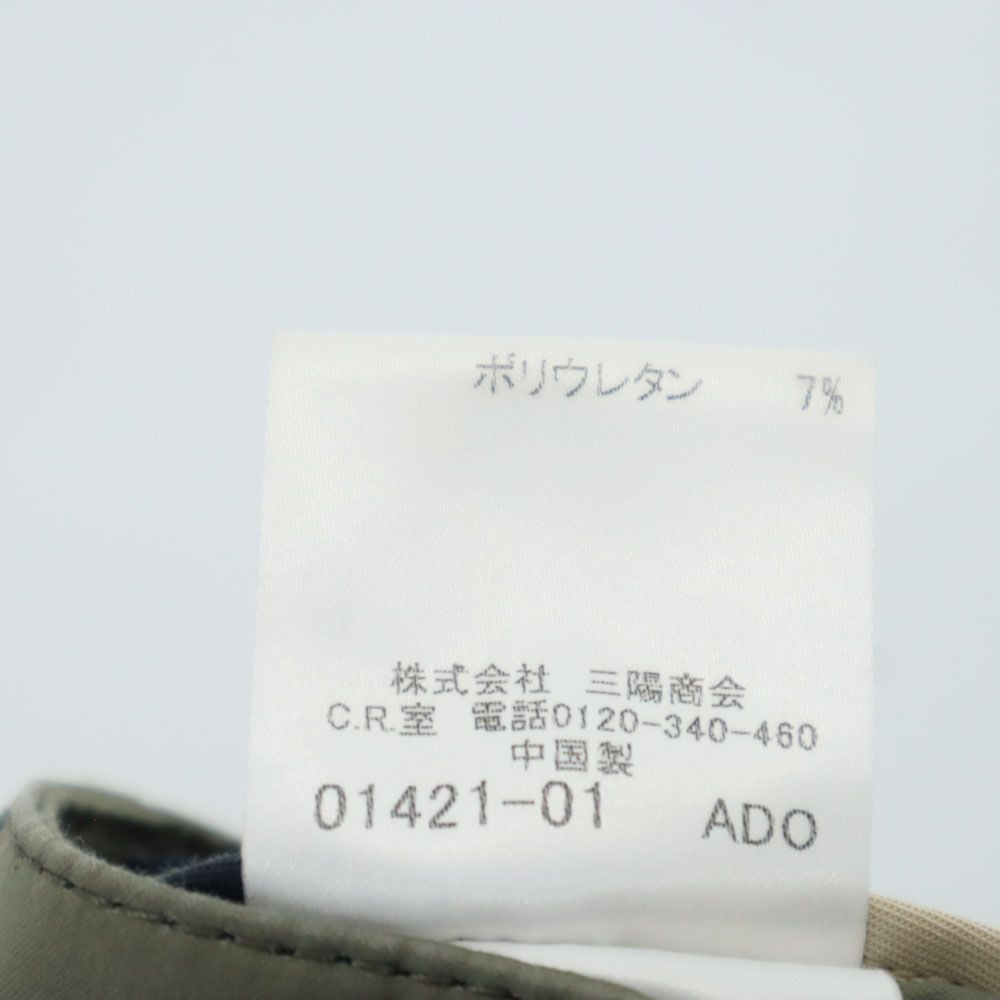 ポリウレタン 7%
株式会社 三陽商会
C.R.室 電話0120-340-460
中国製
01421-01 ADO